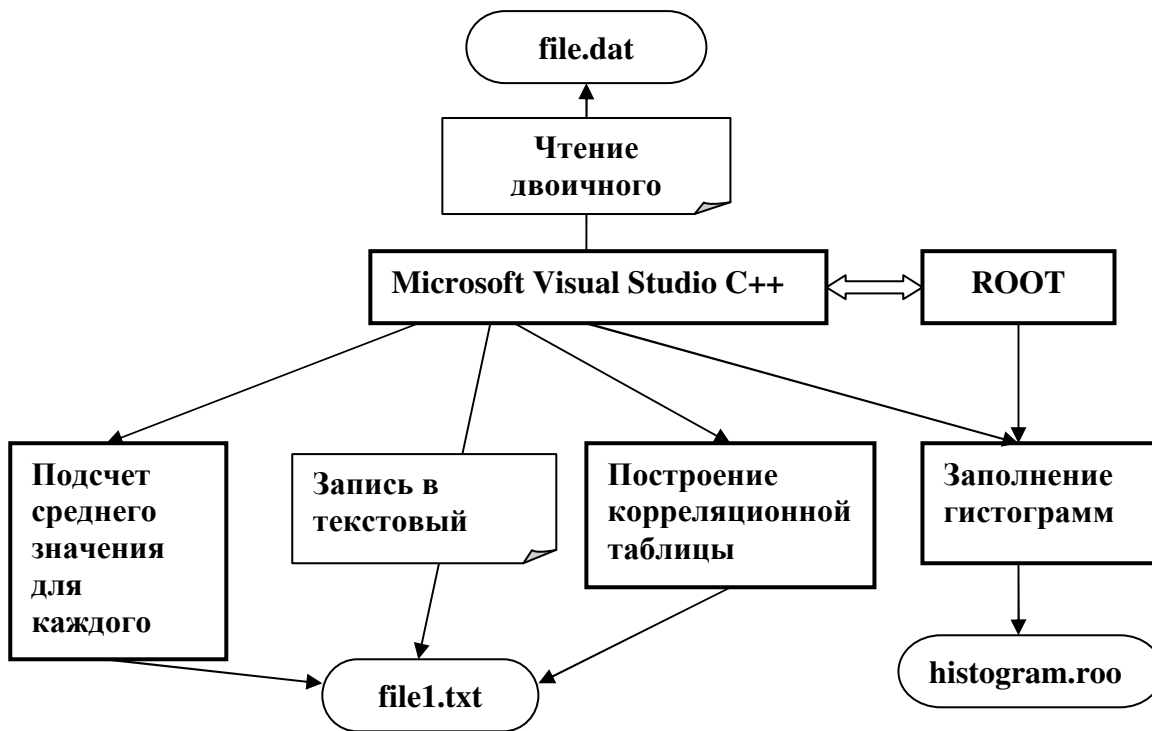 file.dat
Чтение
двоичного
Microsoft Visual Studio C++
ROOT
Подсчет
среднего
значения
для
каждого
Запись в
текстовый
Построение
корреляционной
таблицы
Заполнение
гистограмм
file1.txt
histogram.roo